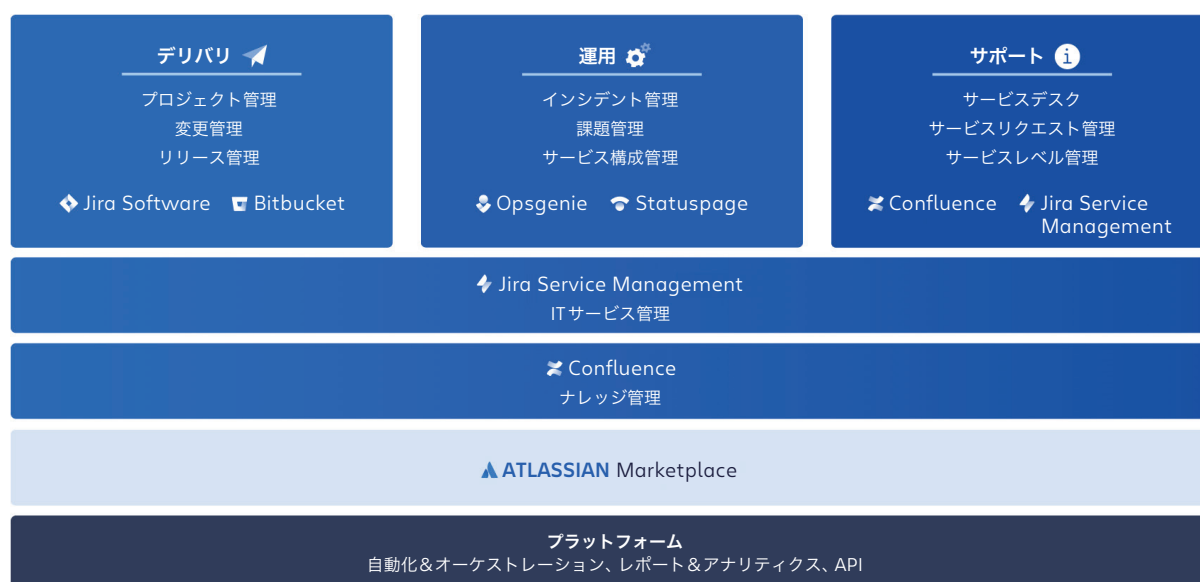 デリバリ
プロジェクト管理
変更管理
リリース管理
Jira Software Bitbucket
運用
インシデント管理
課題管理
サービス構成管理
Opsgenie Statuspage
サポート
サービスデスク
サービスリクエスト管理
サービスレベル管理
Confluence Jira Service
Management
Jira Service Management
ITサービス管理
Confluence
ナレッジ管理
ATLASSIAN Marketplace
プラットフォーム
自動化&オーケストレーション、レポート&アナリティクス、API